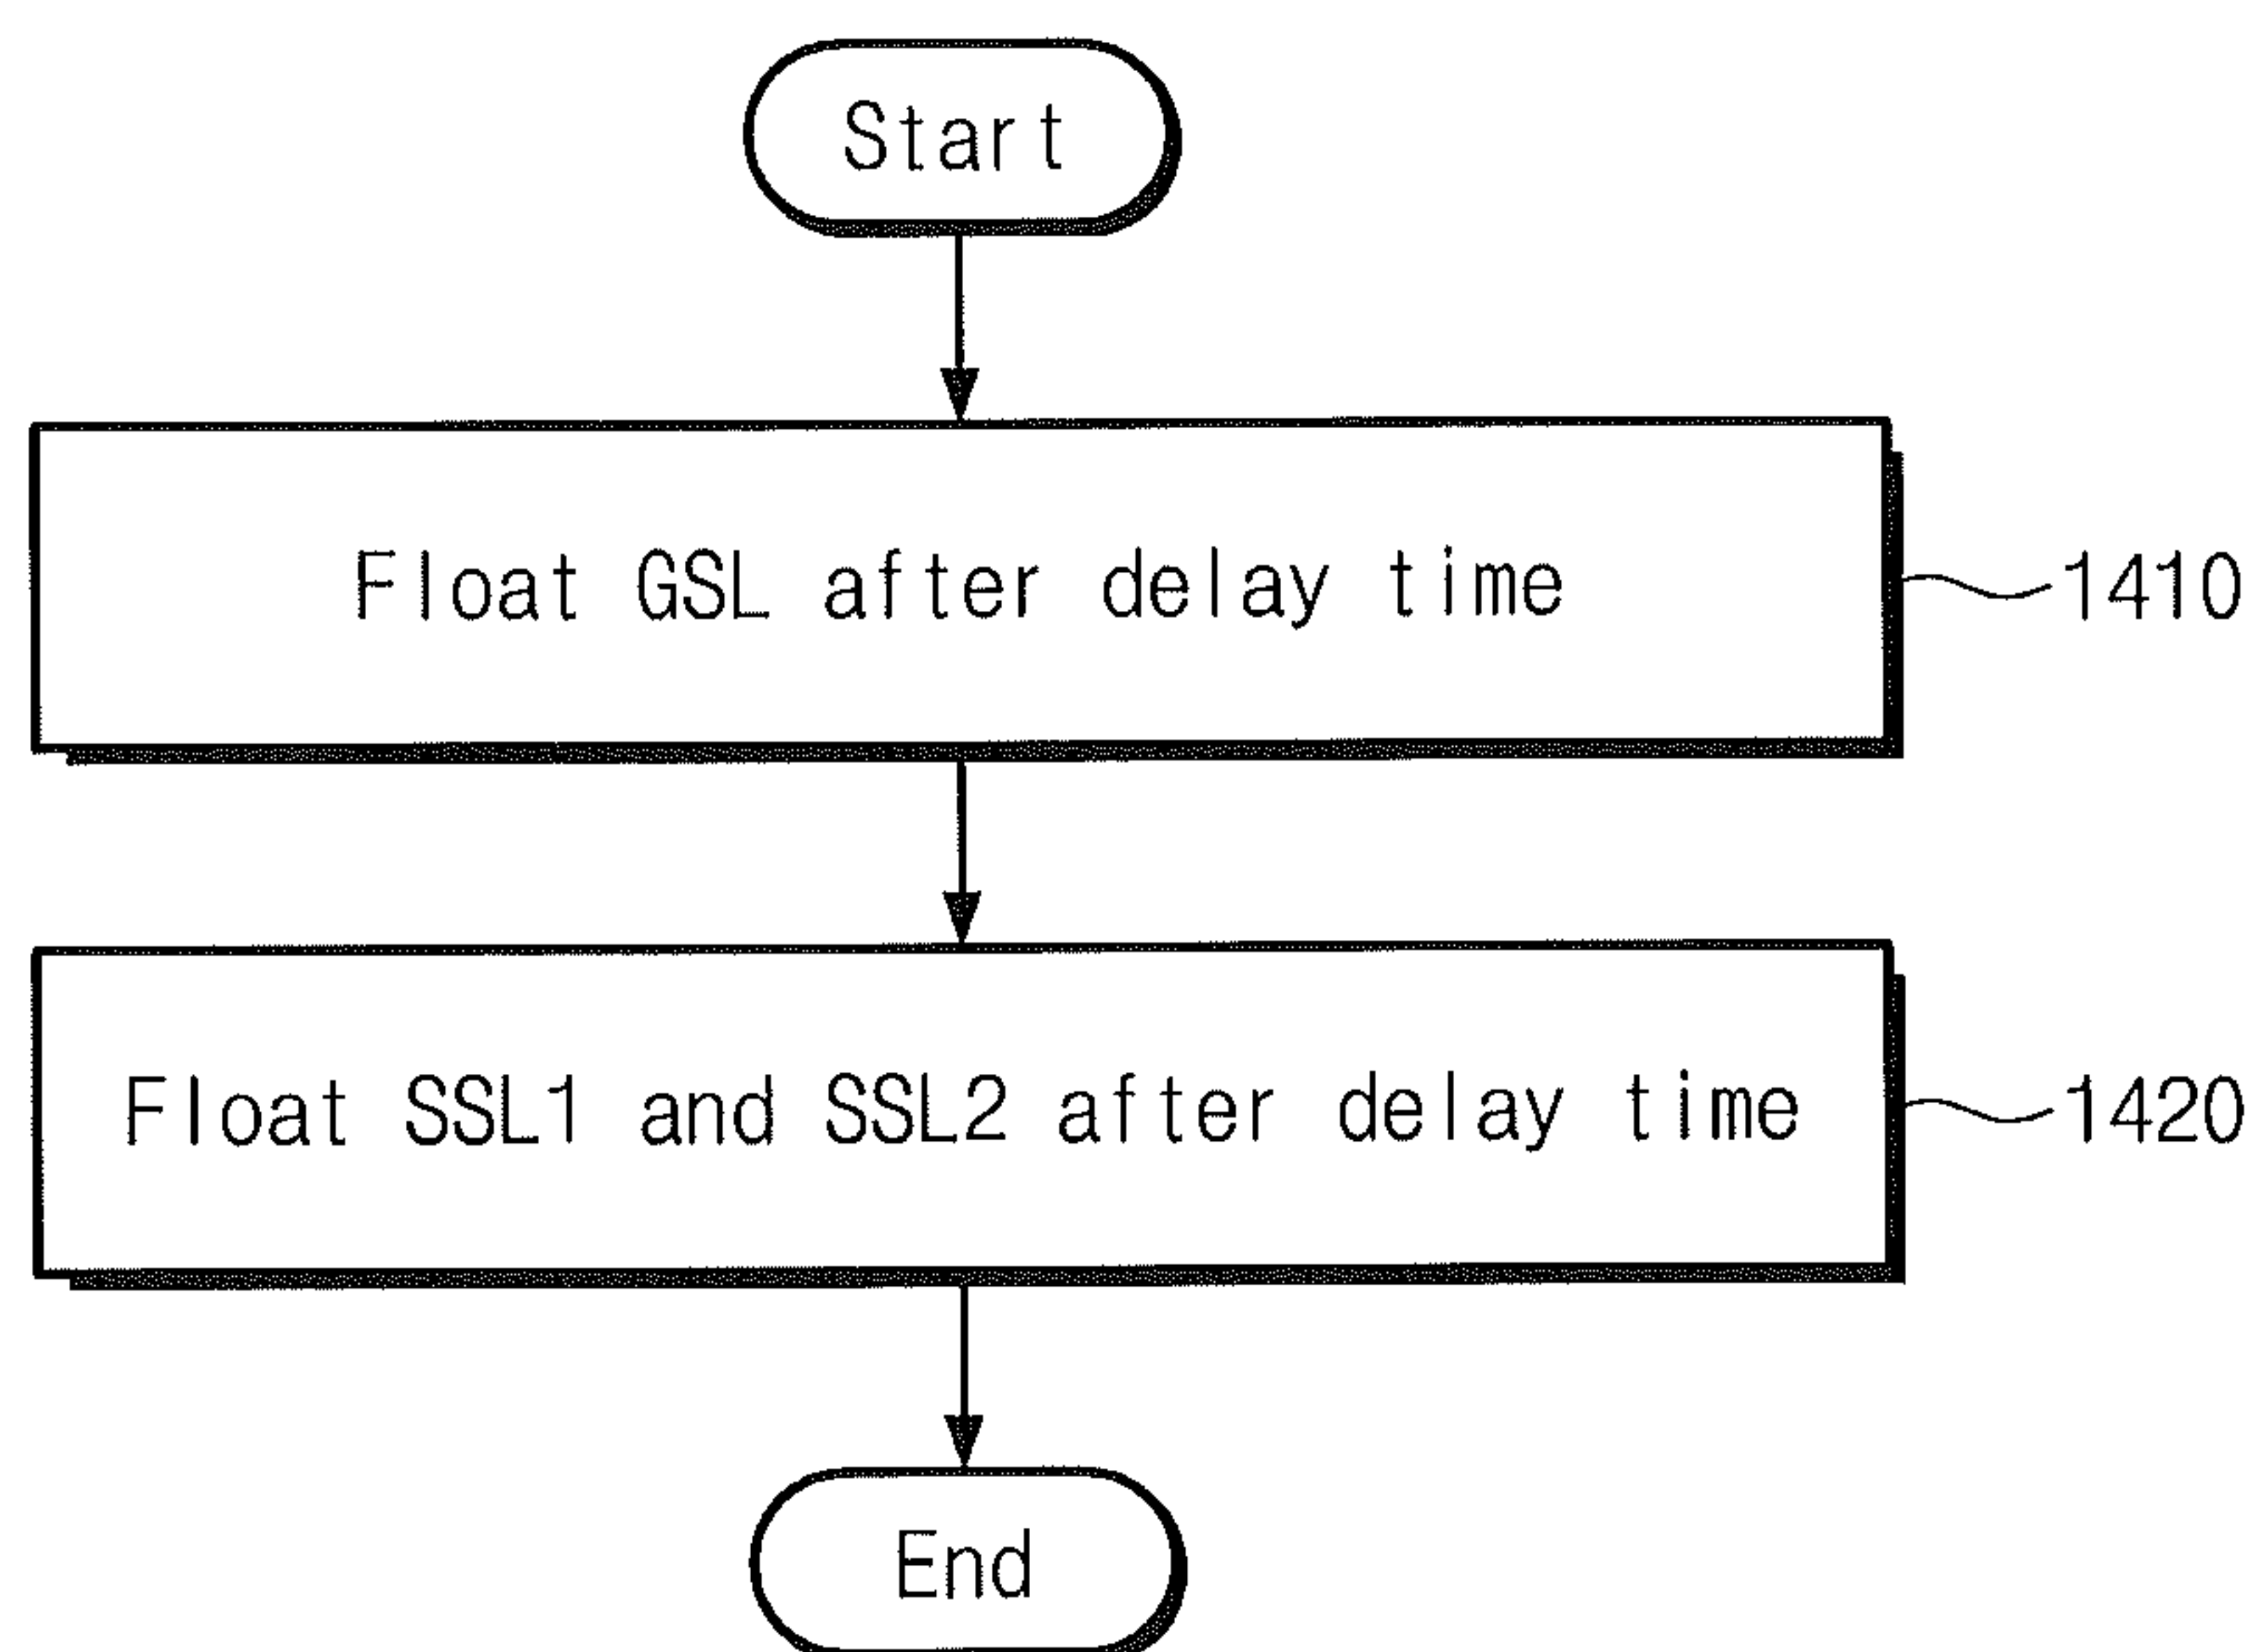 Start
Float GSL after delay time
1410
Float SSL1 and SSL2 after delay time
1420
End